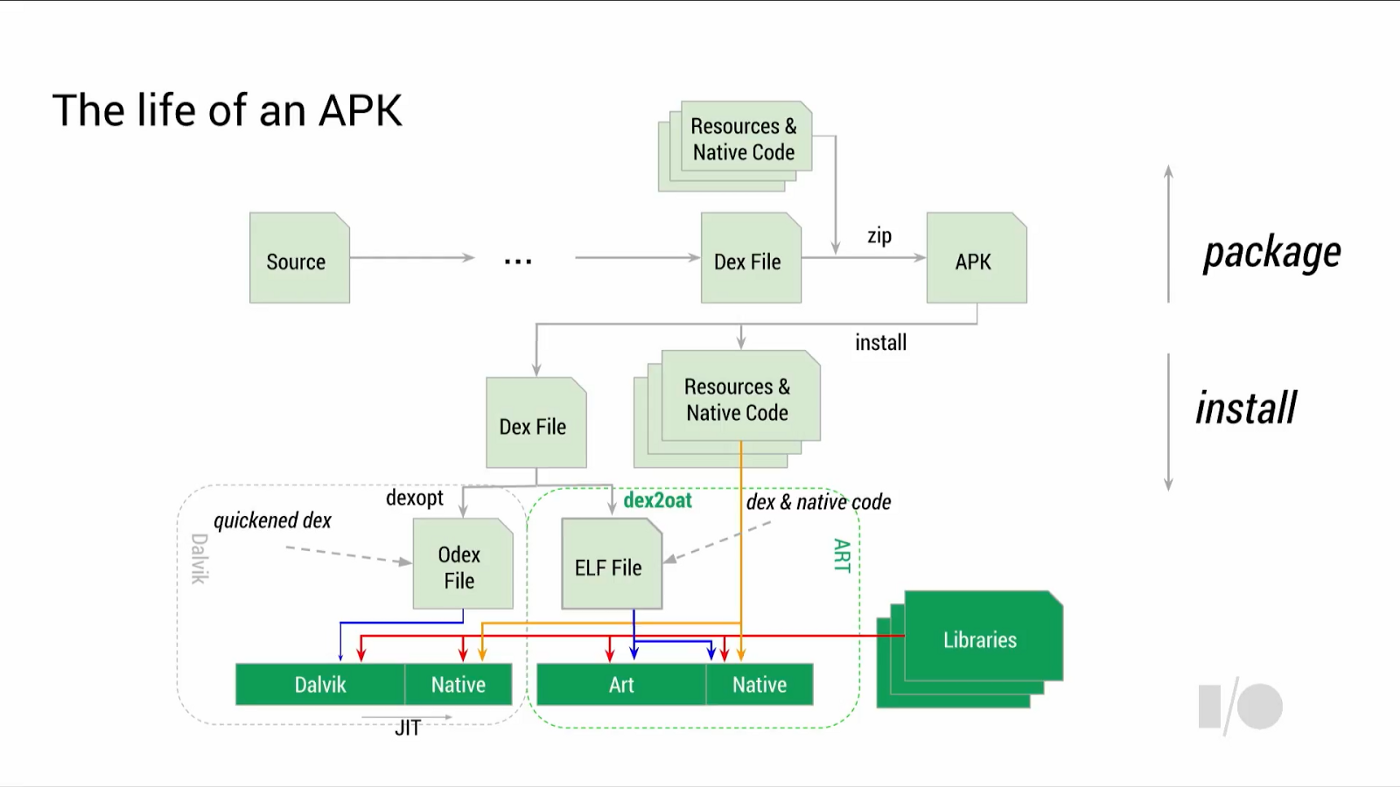 The life of an APK
Resources &
Native Code
Source
...
Dex File
zip
APK
package
install
Dex File
Resources &
Native Code
install
dexopt
dex2oat
quickened dex
dex & native code
Dalvik
Odex
File
ELF File
ART
Libraries
Dalvik
Native
Art
Native
JIT
I/O